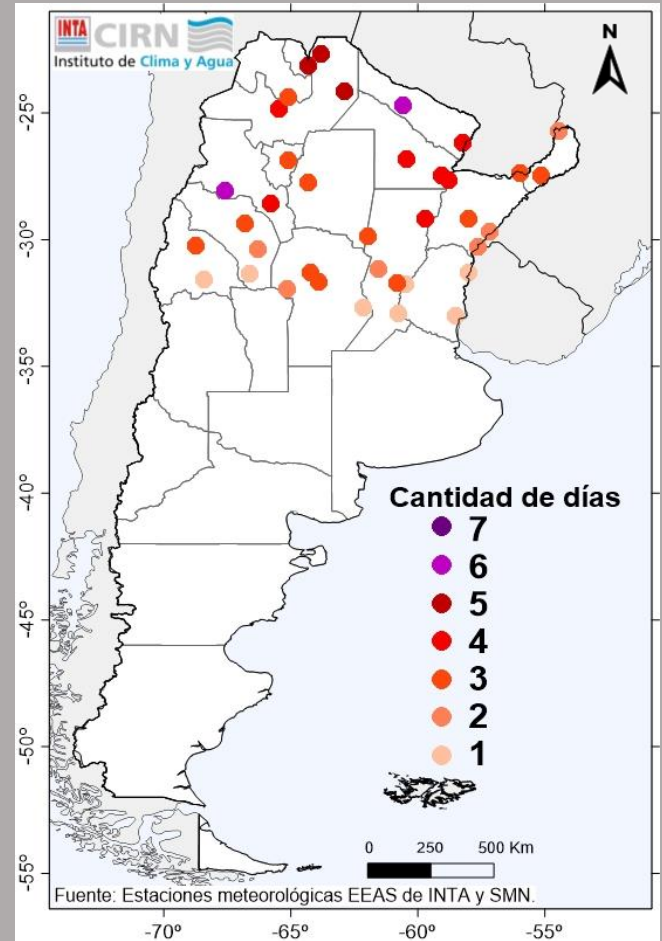 INTA CIRN
Instituto de Clima y Agua
N
-25°
-30°
-35°
-40°
-45°
-50°
-55°
Cantidad de días
7
6
5
4
3
2
1
0 250 500 Km
Fuente: Estaciones meteorológicas EEAS de INTA y SMN.
-70° -65° -60° -55°